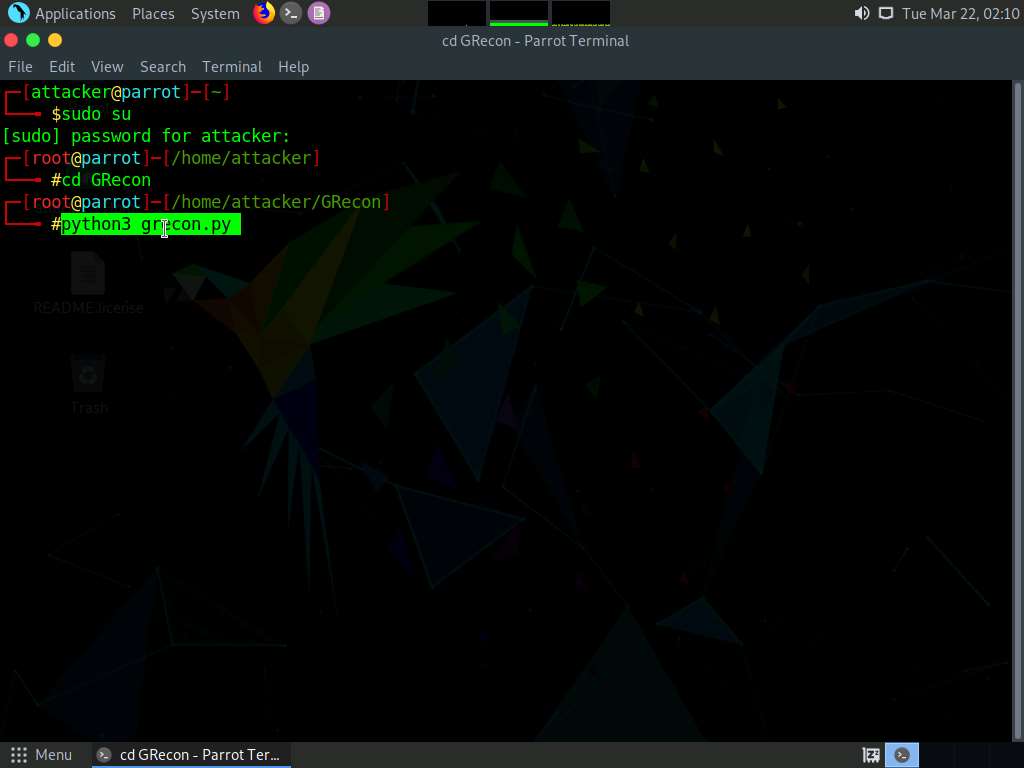 Applications Places System Tue Mar 22, 02:10
cd GRecon - Parrot Terminal
File Edit View Search Terminal Help
┌─[attacker@parrot]─[~]
└──╼ $sudo su
[sudo] password for attacker:
┌─[root@parrot]─[/home/attacker]
└──╼ #cd GRecon
┌─[root@parrot]─[/home/attacker/GRecon]
└──╼ #python3 grecon.py
README.license
Trash
Menu cd GRecon - Parrot Ter...